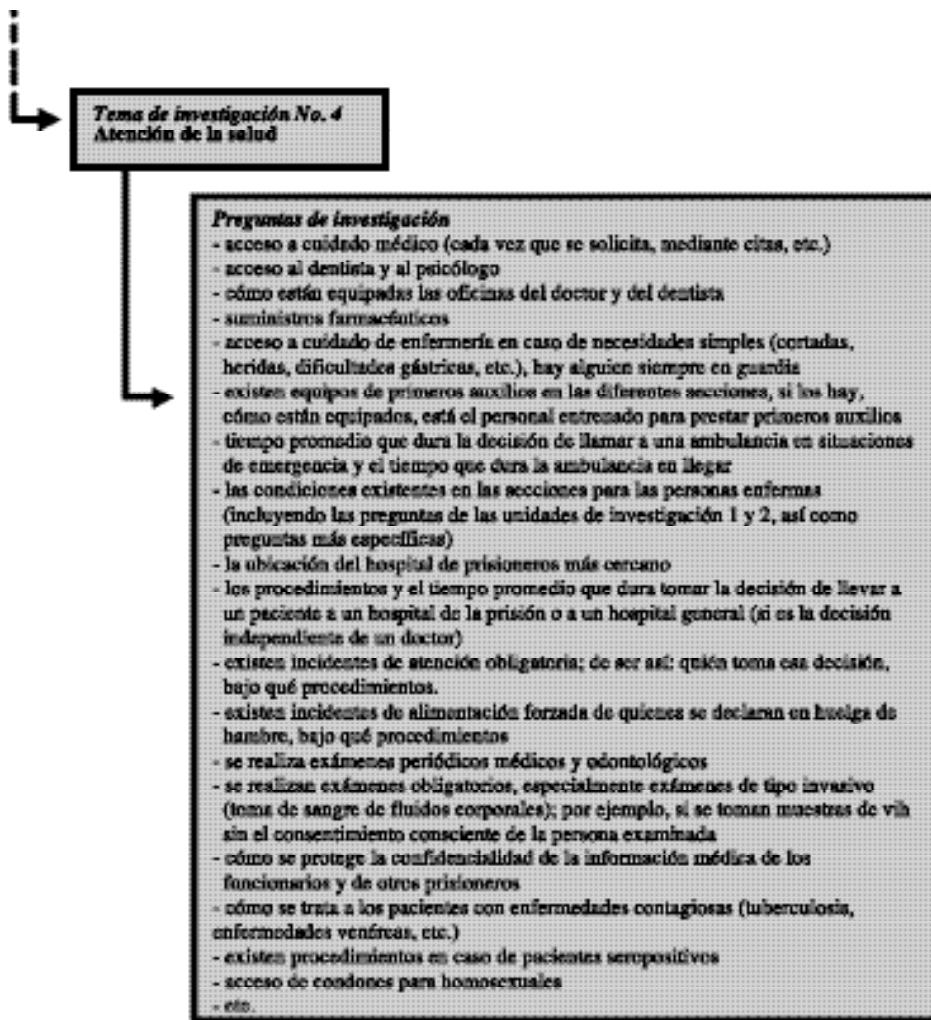 Tema de investigación No. 4
Atención de la salud
Preguntas de investigación
- acceso a cuidado médico (cada vez que se solicita, mediante citas, etc.)
- acceso al dentista y al psicólogo
- cómo están equipadas las oficinas del doctor y del dentista
- suministros farmacéuticos
- acceso a cuidado de enfermería en caso de necesidades simples (cortadas,
heridas, dificultades gástricas, etc.), hay alguien siempre en guardia
- existen equipos de primeros auxilios en las diferentes secciones, si los hay,
cómo están equipados, está el personal entrenado para prestar primeros auxilios
- tiempo promedio que dura la decisión de llamar a una ambulancia en situaciones
de emergencia y el tiempo que dura la ambulancia en llegar
- las condiciones existentes en las secciones para las personas enfermas
(incluyendo las preguntas de las unidades de investigación 1 y 2, así como
preguntas más específicas)
- la ubicación del hospital de prisioneros más cercano
- los procedimientos y el tiempo promedio que dura tomar la decisión de llevar a
un paciente a un hospital de la prisión o a un hospital general (si es la decisión
independiente de un doctor)
- existen incidentes de atención obligatoria; de ser así: quién toma esa decisión,
bajo qué procedimientos.
- existen incidentes de alimentación forzada de quienes se declaran en huelga de
hambre, bajo qué procedimientos
- se realiza exámenes periódicos médicos y odontológicos
- se realizan exámenes obligatorios, especialmente exámenes de tipo invasivo
(toma de sangre de fluidos corporales); por ejemplo, si se toman muestras de vih
sin el consentimiento consciente de la persona examinada
- cómo se protege la confidencialidad de la información médica de los
funcionarios y de otros prisioneros
- cómo se trata a los pacientes con enfermedades contagiosas (tuberculosis,
enfermedades venéreas, etc.)
- existen procedimientos en caso de pacientes seropositivos
- acceso de condones para homosexuales
- etc.